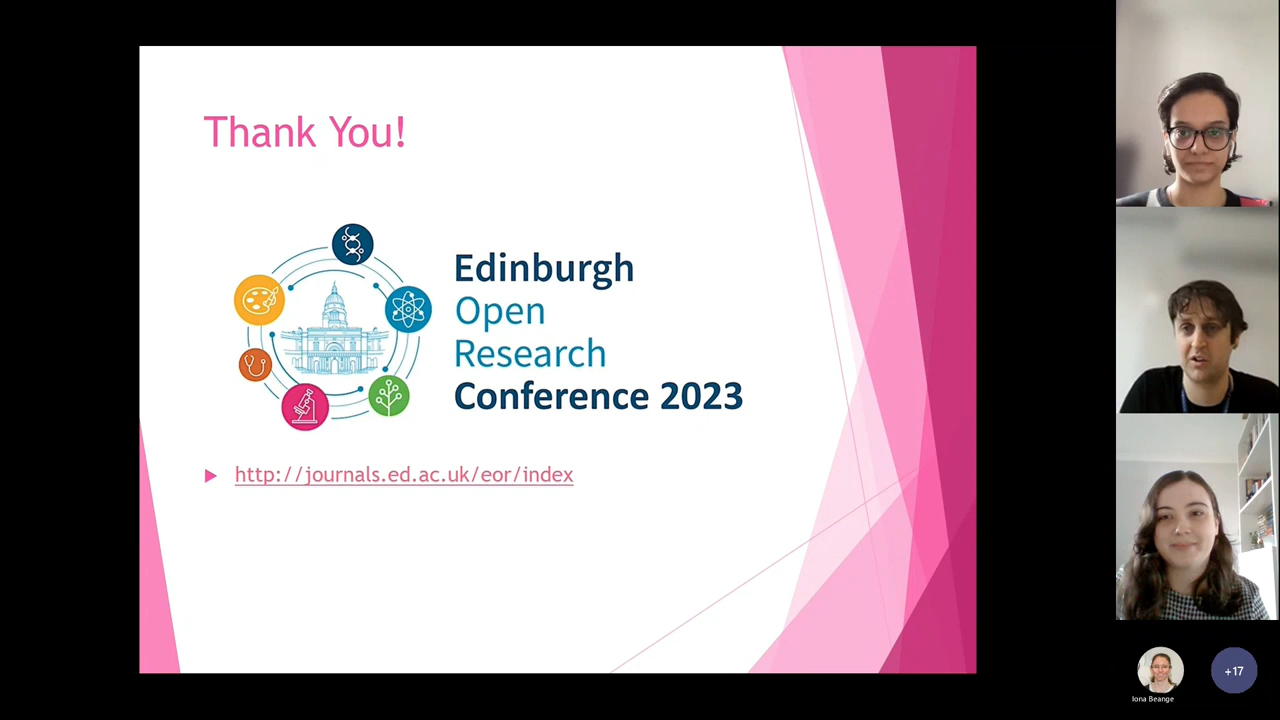 Thank You!
Edinburgh
Open
Research
Conference 2023
http://journals.ed.ac.uk/eor/index
Iona Beange
+17